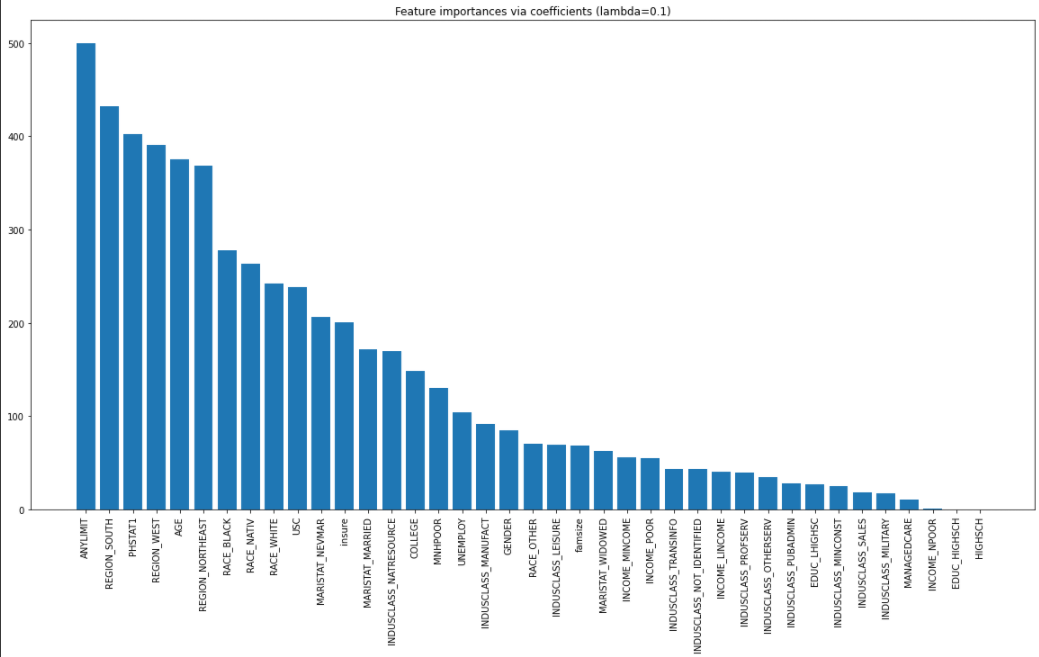 Feature importances via coefficients (lambda=0.1)
500
400
300
200
100
0
ANYLIMIT
REGION_SOUTH
PHSTAT1
REGION_WEST
AGE
REGION_NORTHEAST
RACE_BLACK
RACE_NATIV
RACE_WHITE
USC
MARISTAT_NEVMAR
insure
MARISTAT_MARRIED
INDUSCLASS_NATRESOURCE
COLLEGE
MNHPOOR
UNEMPLOY
INDUSCLASS_MANUFACT
GENDER
RACE_OTHER
INDUSCLASS_LEISURE
famsize
MARISTAT_WIDOWED
INCOME_MINCOME
INCOME_POOR
INDUSCLASS_TRANSINFO
INDUSCLASS_NOT_IDENTIFIED
INCOME_LINCOME
INDUSCLASS_PROFSERV
INDUSCLASS_OTHERSERV
INDUSCLASS_PUBADMIN
EDUC_LHIGHSC
INDUSCLASS_MINCONST
INDUSCLASS_SALES
INDUSCLASS_MILITARY
MANAGEDCARE
INCOME_NPOOR
EDUC_HIGHSCH
HIGHSCH